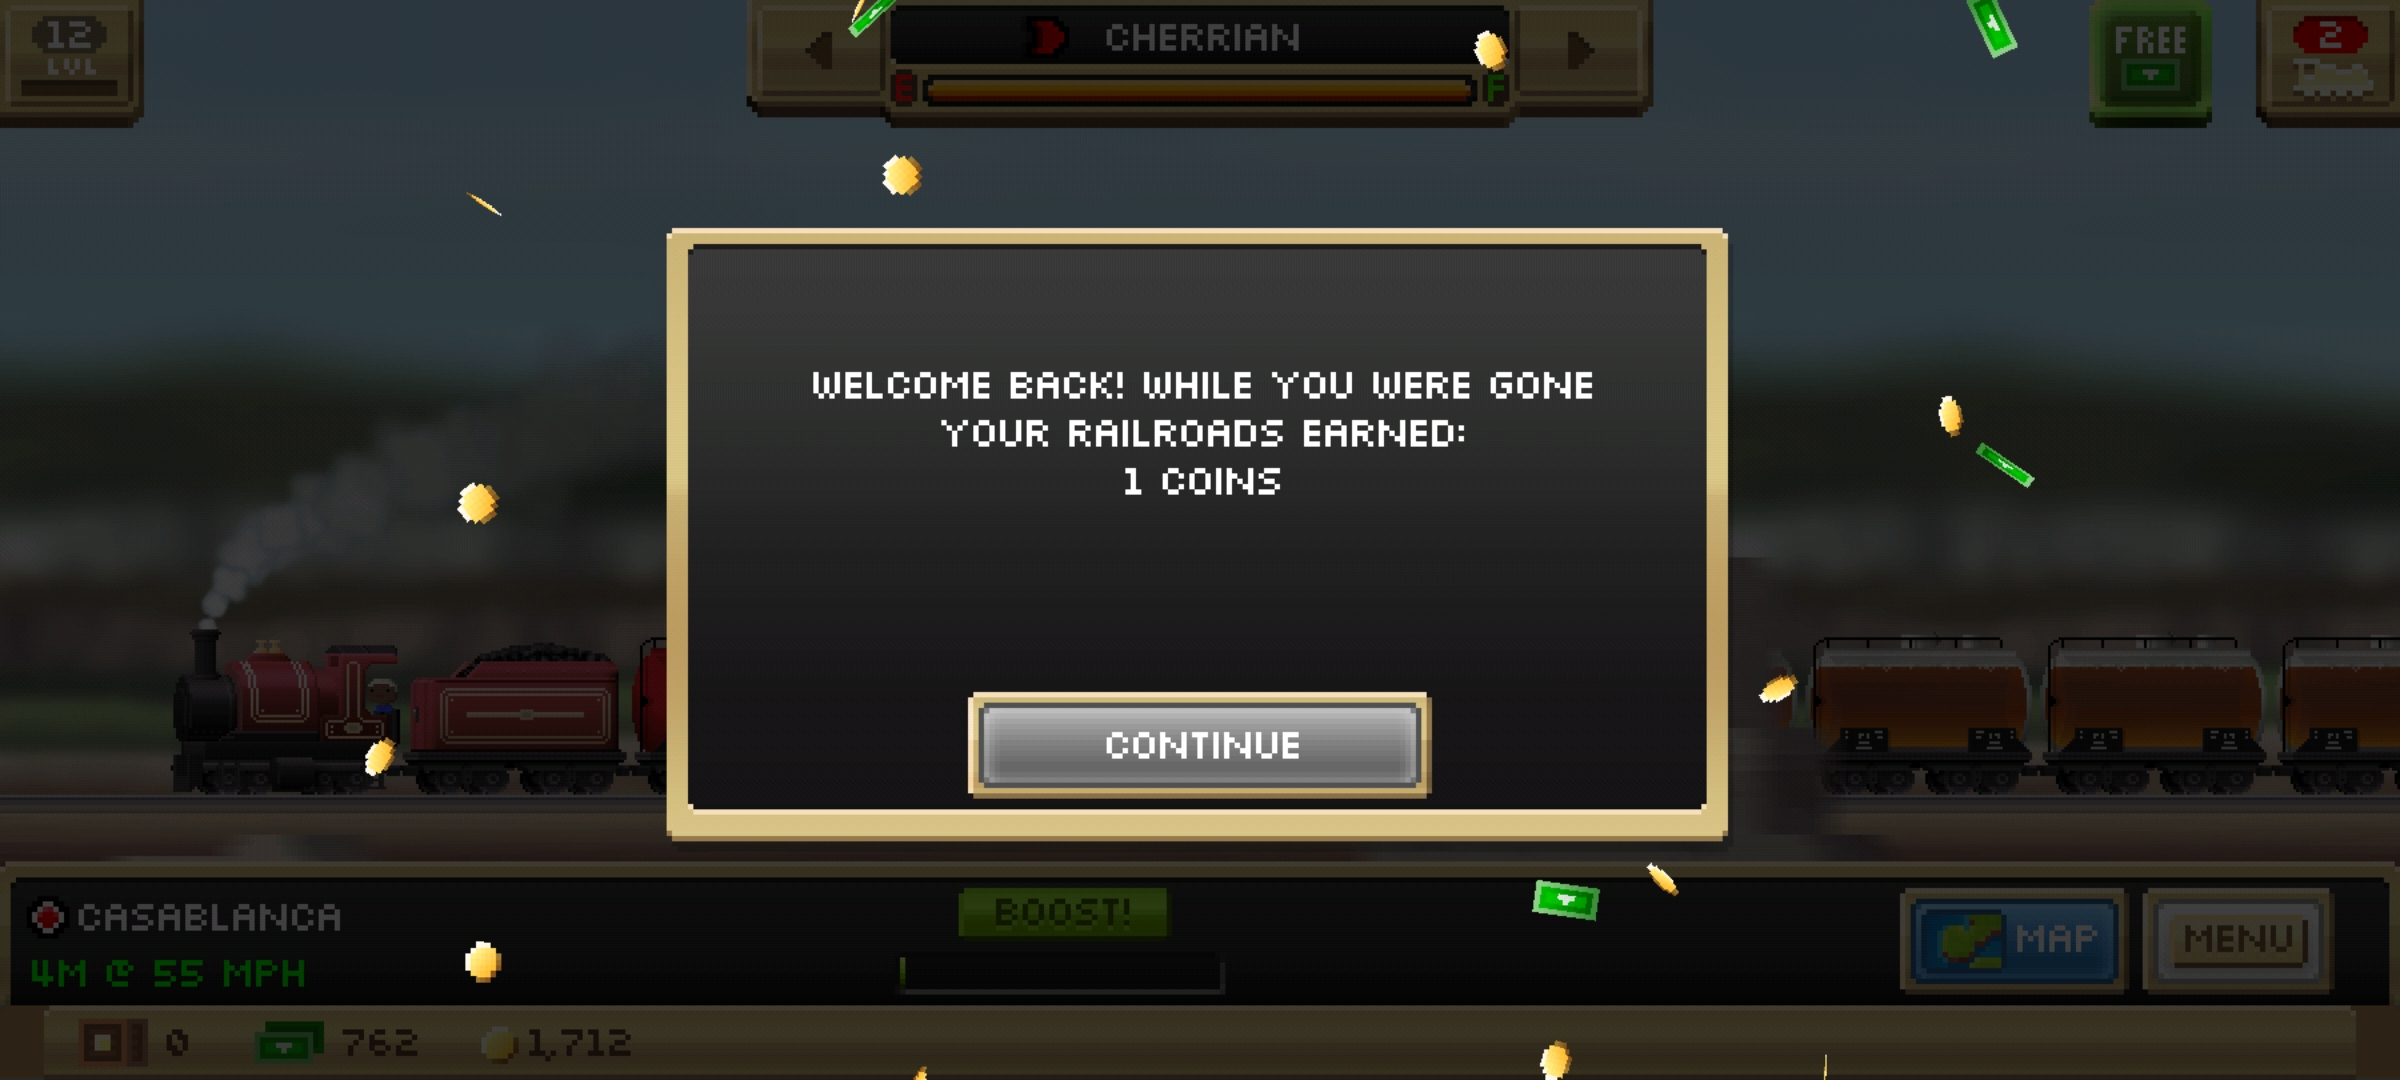 12
LVL
CHERRIAN
E
F
FREE
2
WELCOME BACK! WHILE YOU WERE GONE
YOUR RAILROADS EARNED:
1 COINS
CONTINUE
CASABLANCA
4M @ 55 MPH
BOOST!
MAP
MENU
0
762
1,712